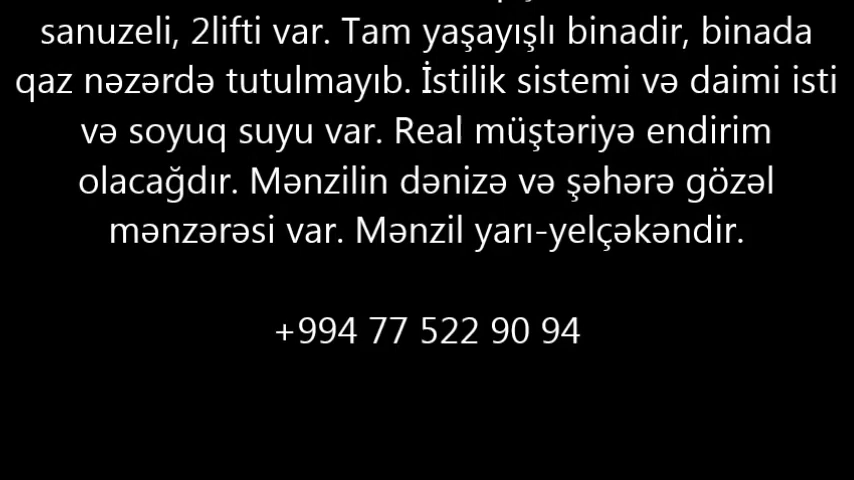 sanuzeli, 2lifti var. Tam yaşayışlı binadir, binada
qaz nəzərdə tutulmayıb. İstilik sistemi və daimi isti
və soyuq suyu var. Real müştəriyə endirim
olacağdır. Mənzilin dənizə və şəhərə gözəl
mənzərəsi var. Mənzil yarı-yelçəkəndir.
+994 77 522 90 94